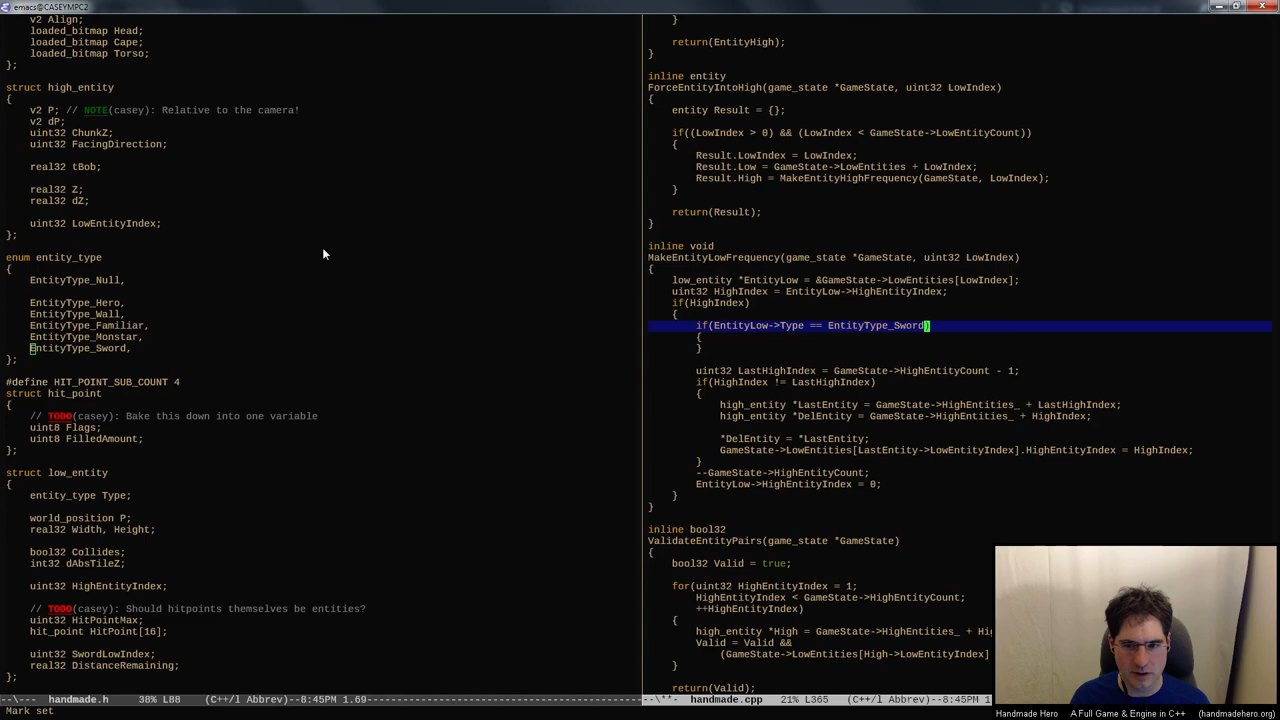 emacs@CASEYMPC2
v2 Align;
loaded_bitmap Head;
loaded_bitmap Cape;
loaded_bitmap Torso;
};
struct high_entity
{
v2 P; // NOTE(casey): Relative to the camera!
v2 dP;
uint32 ChunkZ;
uint32 FacingDirection;
real32 tBob;
real32 Z;
real32 dZ;
uint32 LowEntityIndex;
};
enum entity_type
{
EntityType_Null,
EntityType_Hero,
EntityType_Wall,
EntityType_Familiar,
EntityType_Monstar,
EntityType_Sword,
};
#define HIT_POINT_SUB_COUNT 4
struct hit_point
{
// TODO(casey): Bake this down into one variable
uint8 Flags;
uint8 FilledAmount;
};
struct low_entity
{
entity_type Type;
world_position P;
real32 Width, Height;
bool32 Collides;
int32 dAbsTileZ;
uint32 HighEntityIndex;
// TODO(casey): Should hitpoints themselves be entities?
uint32 HitPointMax;
hit_point HitPoint[16];
uint32 SwordLowIndex;
real32 DistanceRemaining;
};
--\--- handmade.h 38% L88 (C++/l Abbrev)--8:45PM 1.69
Mark set
}
return(EntityHigh);
}
inline entity
ForceEntityIntoHigh(game_state *GameState, uint32 LowIndex)
{
entity Result = {};
if((LowIndex > 0) && (LowIndex < GameState->LowEntityCount))
{
Result.LowIndex = LowIndex;
Result.Low = GameState->LowEntities + LowIndex;
Result.High = MakeEntityHighFrequency(GameState, LowIndex);
}
return(Result);
}
inline void
MakeEntityLowFrequency(game_state *GameState, uint32 LowIndex)
{
low_entity *EntityLow = &GameState->LowEntities[LowIndex];
uint32 HighIndex = EntityLow->HighEntityIndex;
if(HighIndex)
{
if(EntityLow->Type == EntityType_Sword)
{
}
uint32 LastHighIndex = GameState->HighEntityCount - 1;
if(HighIndex != LastHighIndex)
{
high_entity *LastEntity = GameState->HighEntities_ + LastHighIndex;
high_entity *DelEntity = GameState->HighEntities_ + HighIndex;
*DelEntity = *LastEntity;
GameState->LowEntities[LastEntity->LowEntityIndex].HighEntityIndex = HighIndex;
}
--GameState->HighEntityCount;
EntityLow->HighEntityIndex = 0;
}
}
inline bool32
ValidateEntityPairs(game_state *GameState)
{
bool32 Valid = true;
for(uint32 HighEntityIndex = 1;
HighEntityIndex < GameState->HighEntityCount;
++HighEntityIndex)
{
high_entity *High = GameState->HighEntities_ + Hi
Valid = Valid &&
(GameState->LowEntities[High->LowEntityIndex]
}
return(Valid);
--\**- handmade.cpp 21% L365 (C++/l Abbrev)--8:45PM 1
Handmade Hero A Full Game & Engine in C++ (handmadehero.org)